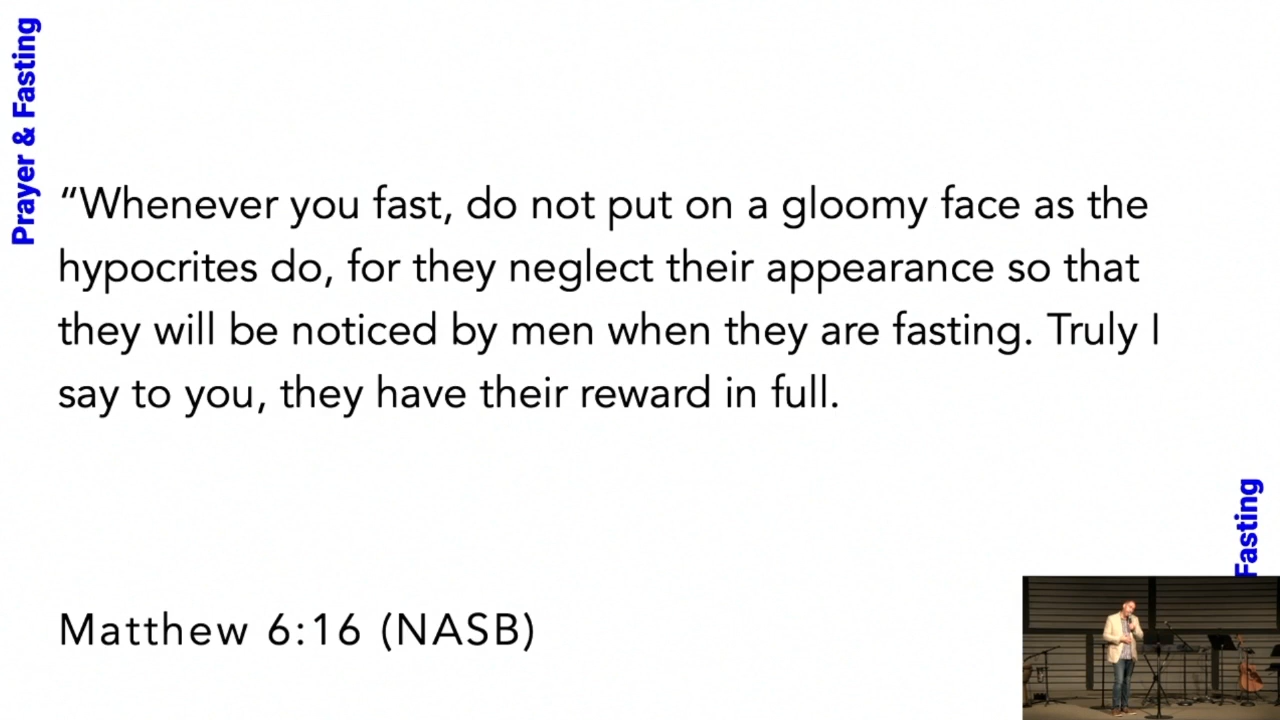 Prayer & Fasting
“Whenever you fast, do not put on a gloomy face as the
hypocrites do, for they neglect their appearance so that
they will be noticed by men when they are fasting. Truly I
say to you, they have their reward in full.
Matthew 6:16 (NASB)
Fasting